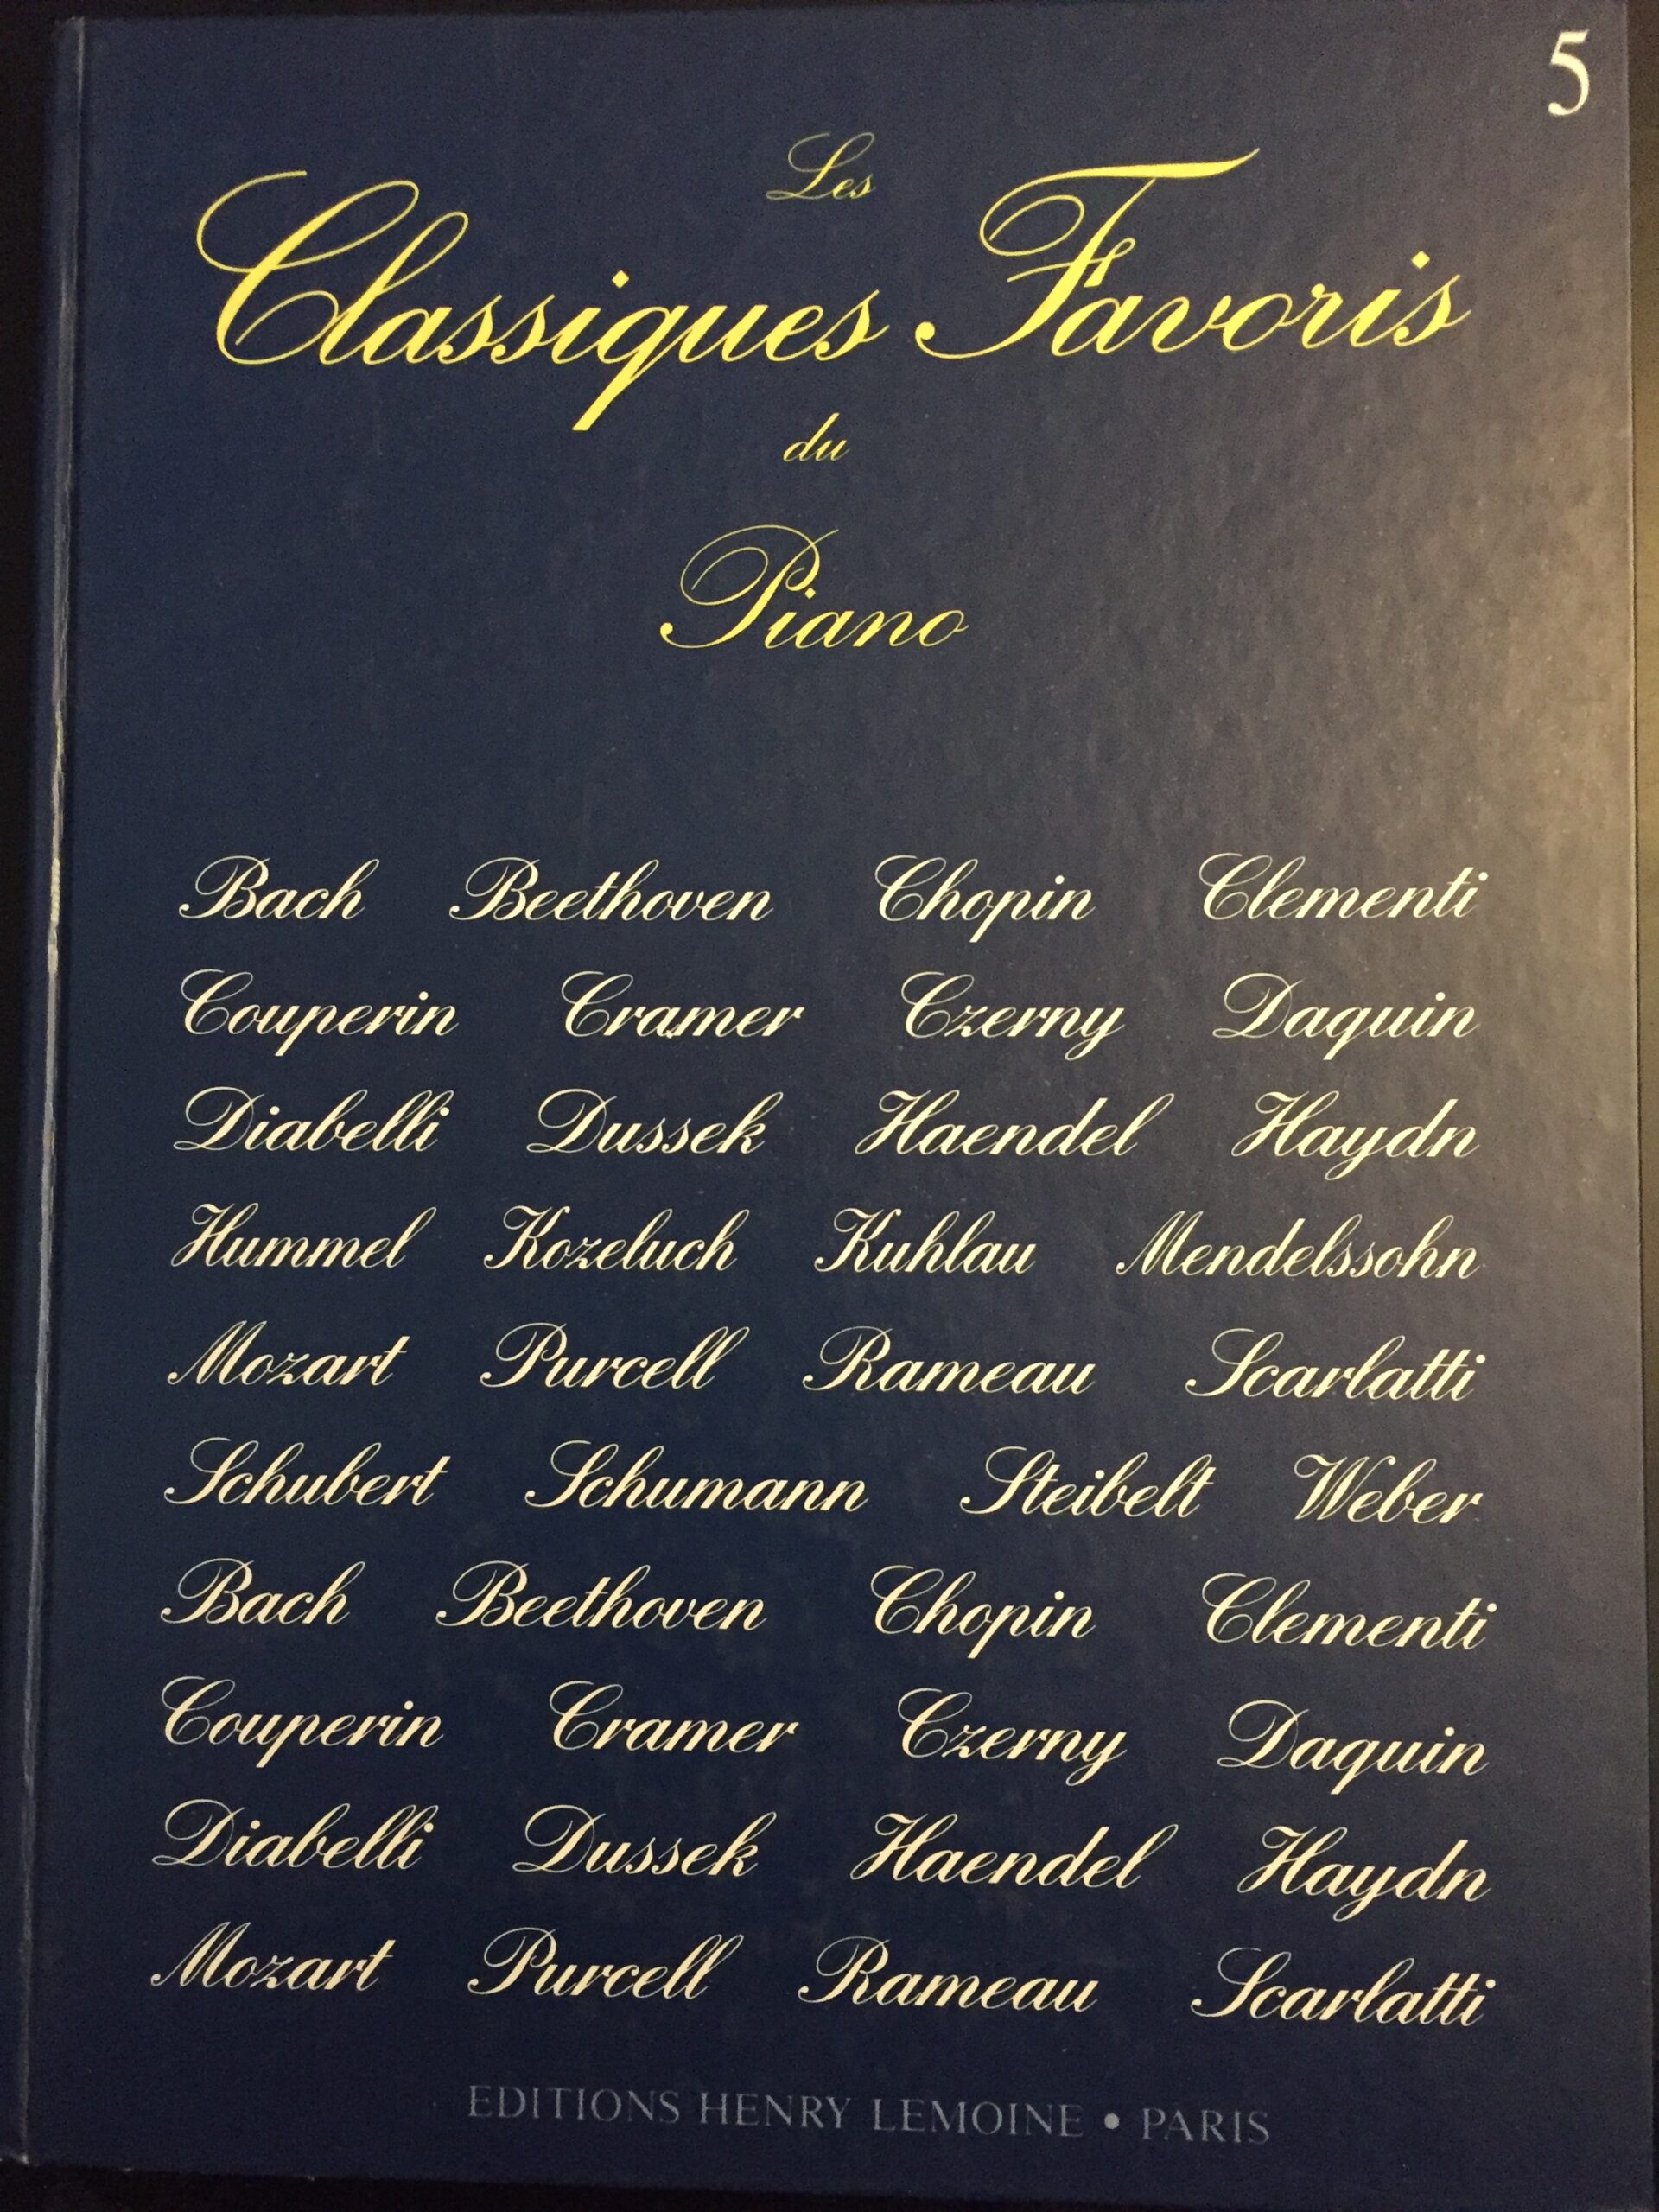 5
Les
Classiques Favoris
du
Piano
Bach Beethoven Chopin Clementi
Couperin Cramer Czerny Daquin
Diabelli Dussek Haendel Haydn
Hummel Kozeluch Kuhlau Mendelssohn
Mozart Purcell Rameau Scarlatti
Schubert Schumann Steibelt Weber
Bach Beethoven Chopin Clementi
Couperin Cramer Czerny Daquin
Diabelli Dussek Haendel Haydn
Mozart Purcell Rameau Scarlatti
EDITIONS HENRY LEMOINE • PARIS